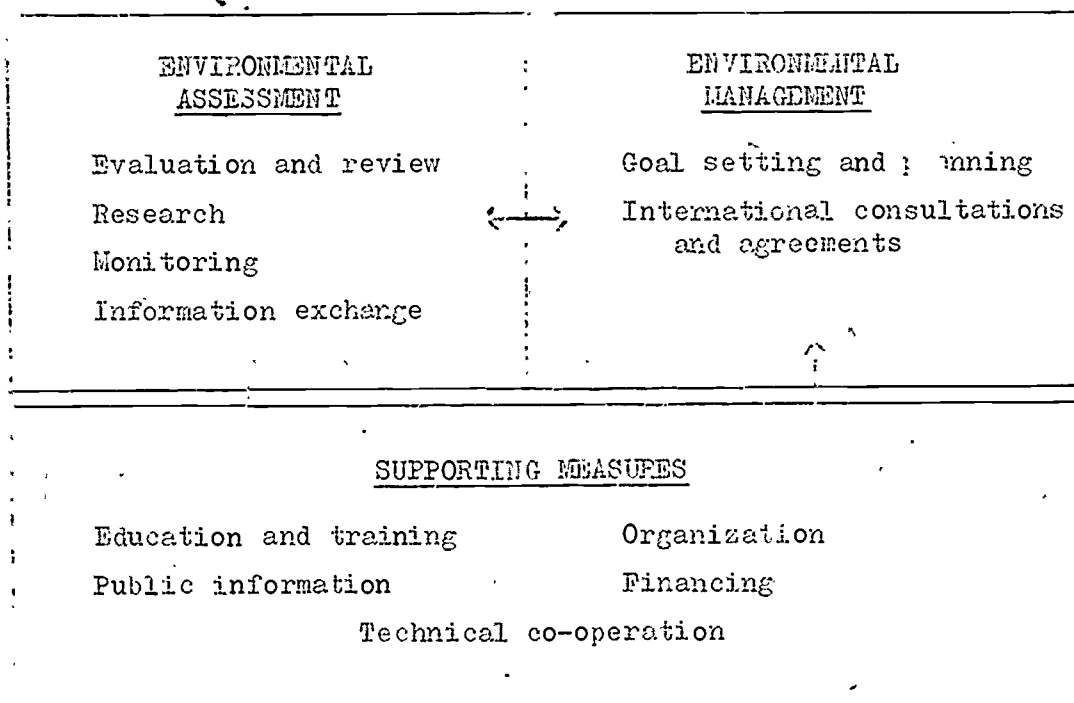 ENVIRONMENTAL
ASSESSMENT
Evaluation and review
Research
Monitoring
Information exchange
ENVIRONMENTAL
MANAGEMENT
Goal setting and
International consultations
and agreements
SUPPORTING MEASURES
Education and training
Public information
Organization
Financing
Technical co-operation